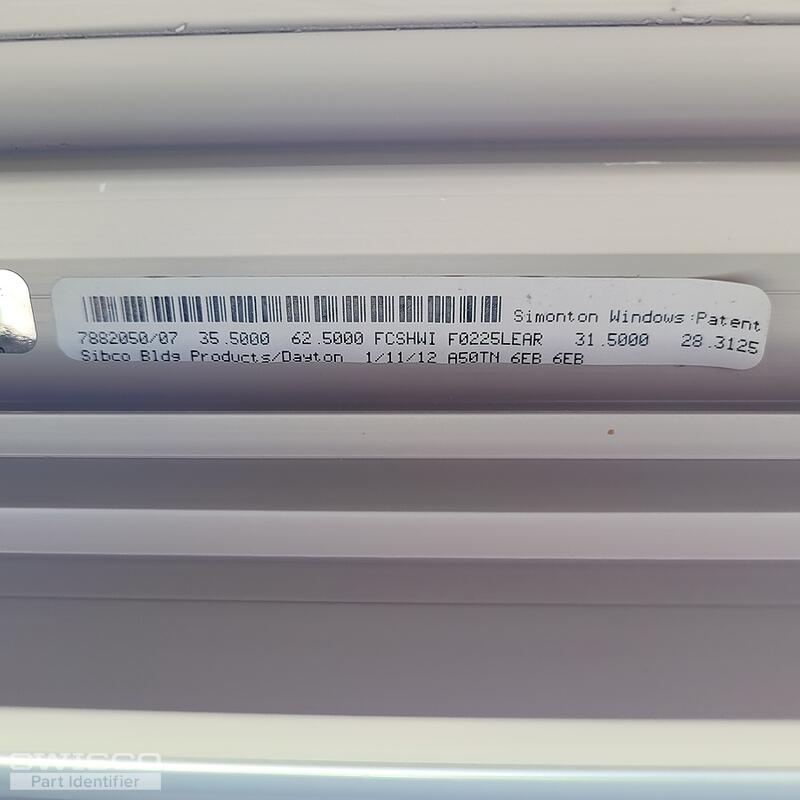 Simonton Windows:Patent
7882050/07 35.5000 62.5000 FCSHWI F0225LEAR 31.5000 28.3125
Sibco Bldg Products/Dayton 1/11/12 A50TN 6EB 6EB
SWISCO
Part Identifier